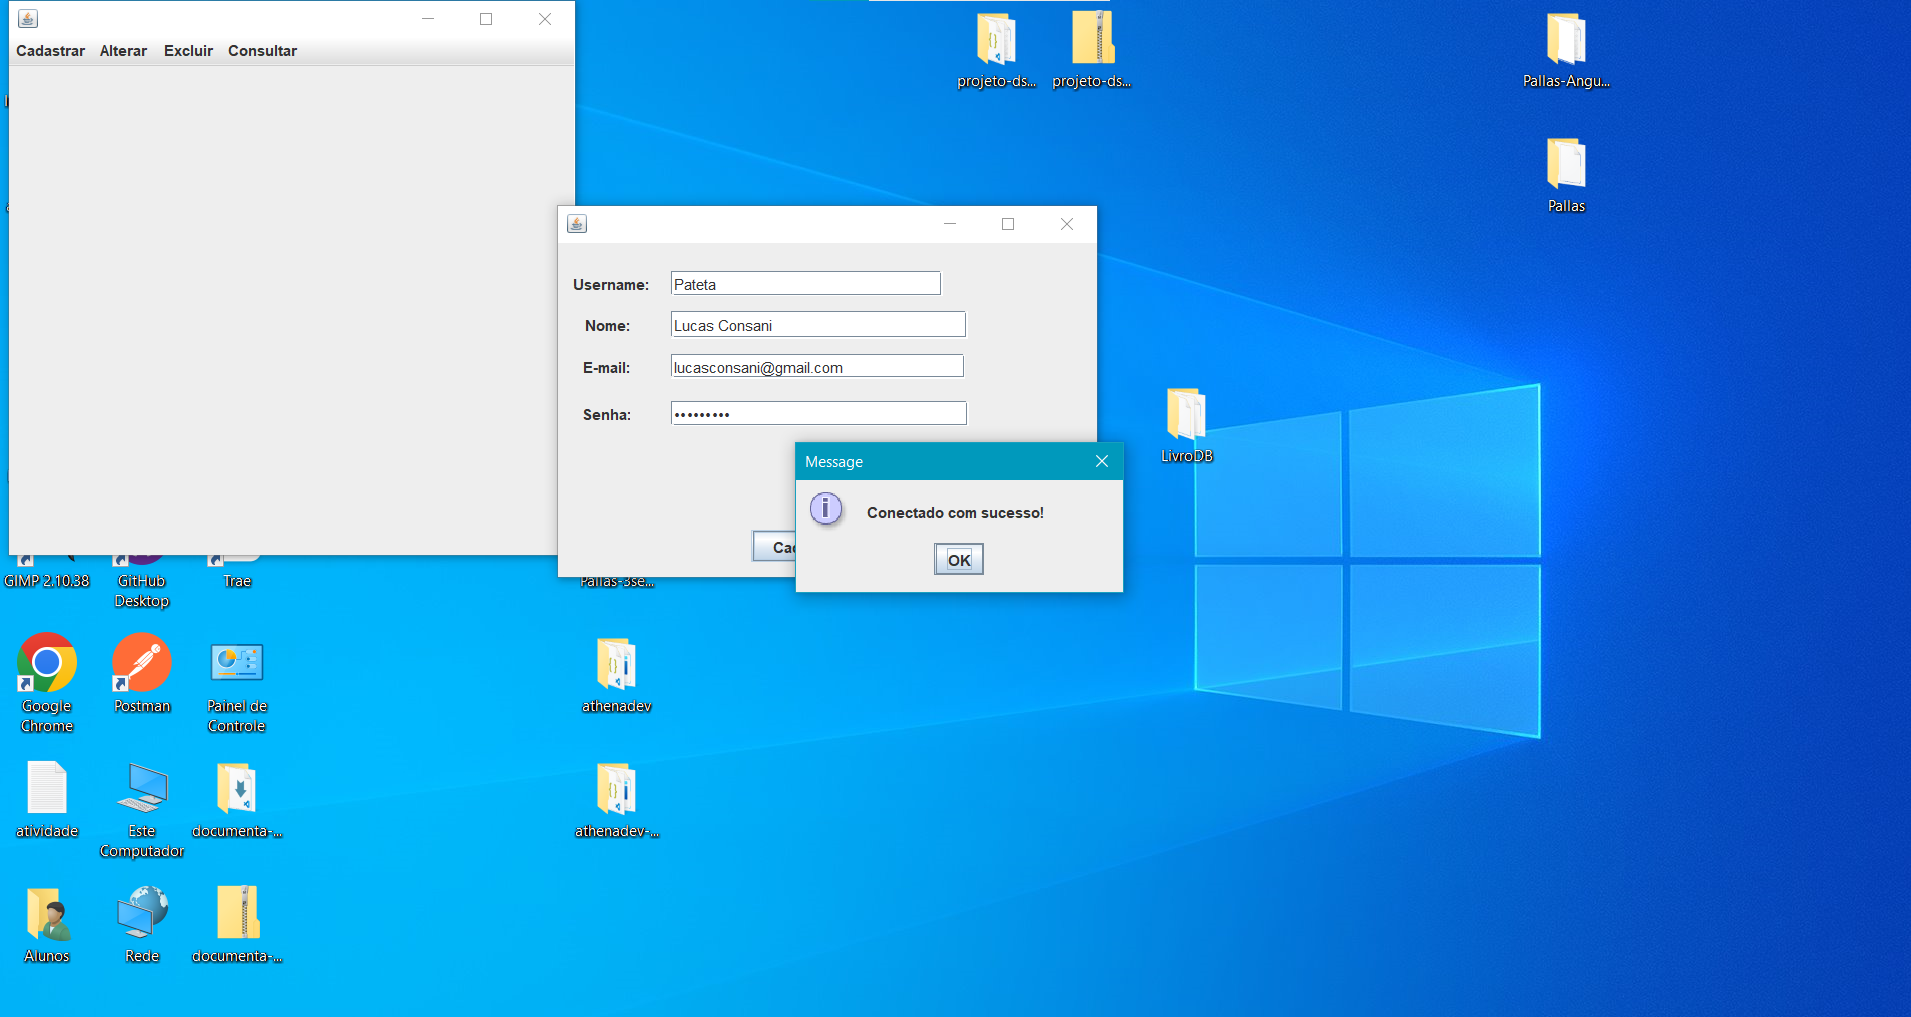 Cadastrar Alterar Excluir Consultar
projeto-ds...
projeto-ds...
Pallas-Angu...
Pallas
Username: Pateta
Nome: Lucas Consani
E-mail: lucasconsani@gmail.com
Senha: •••••••••
Message
Conectado com sucesso!
OK
LivroDB
GIMP 2.10.38
GitHub
Desktop
Trae
Pallas-3se...
Google
Chrome
Postman
Painel de
Controle
athenadev
atividade
Este
Computador
documenta-...
athenadev-...
Alunos
Rede
documenta-...